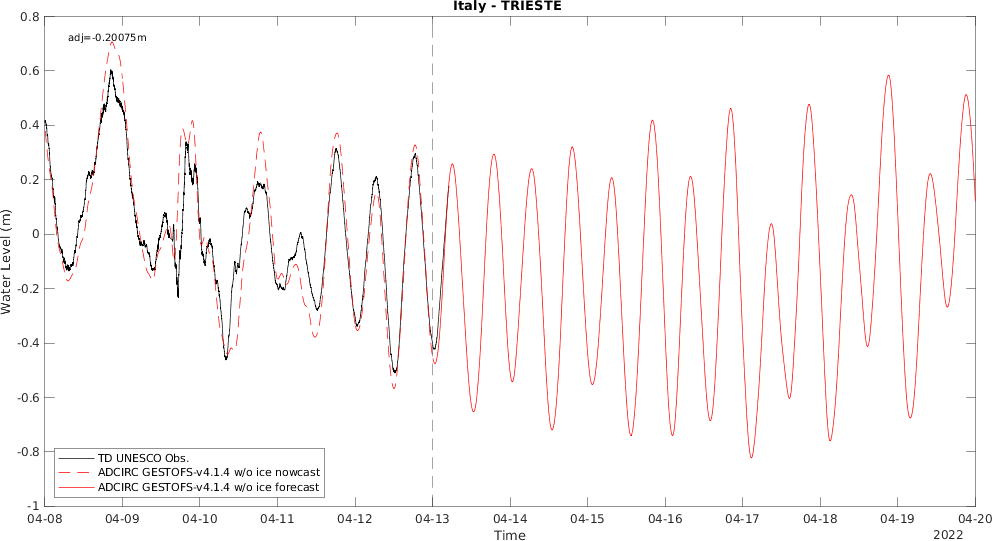 Italy - TRIESTE
adj=-0.20075m
0.8
0.6
0.4
0.2
0
-0.2
-0.4
-0.6
-0.8
-1
Water Level (m)
TD UNESCO Obs.
ADCIRC GESTOFS-v4.1.4 w/o ice nowcast
ADCIRC GESTOFS-v4.1.4 w/o ice forecast
04-08 04-09 04-10 04-11 04-12 04-13 04-14 04-15 04-16 04-17 04-18 04-19 04-20
Time
2022